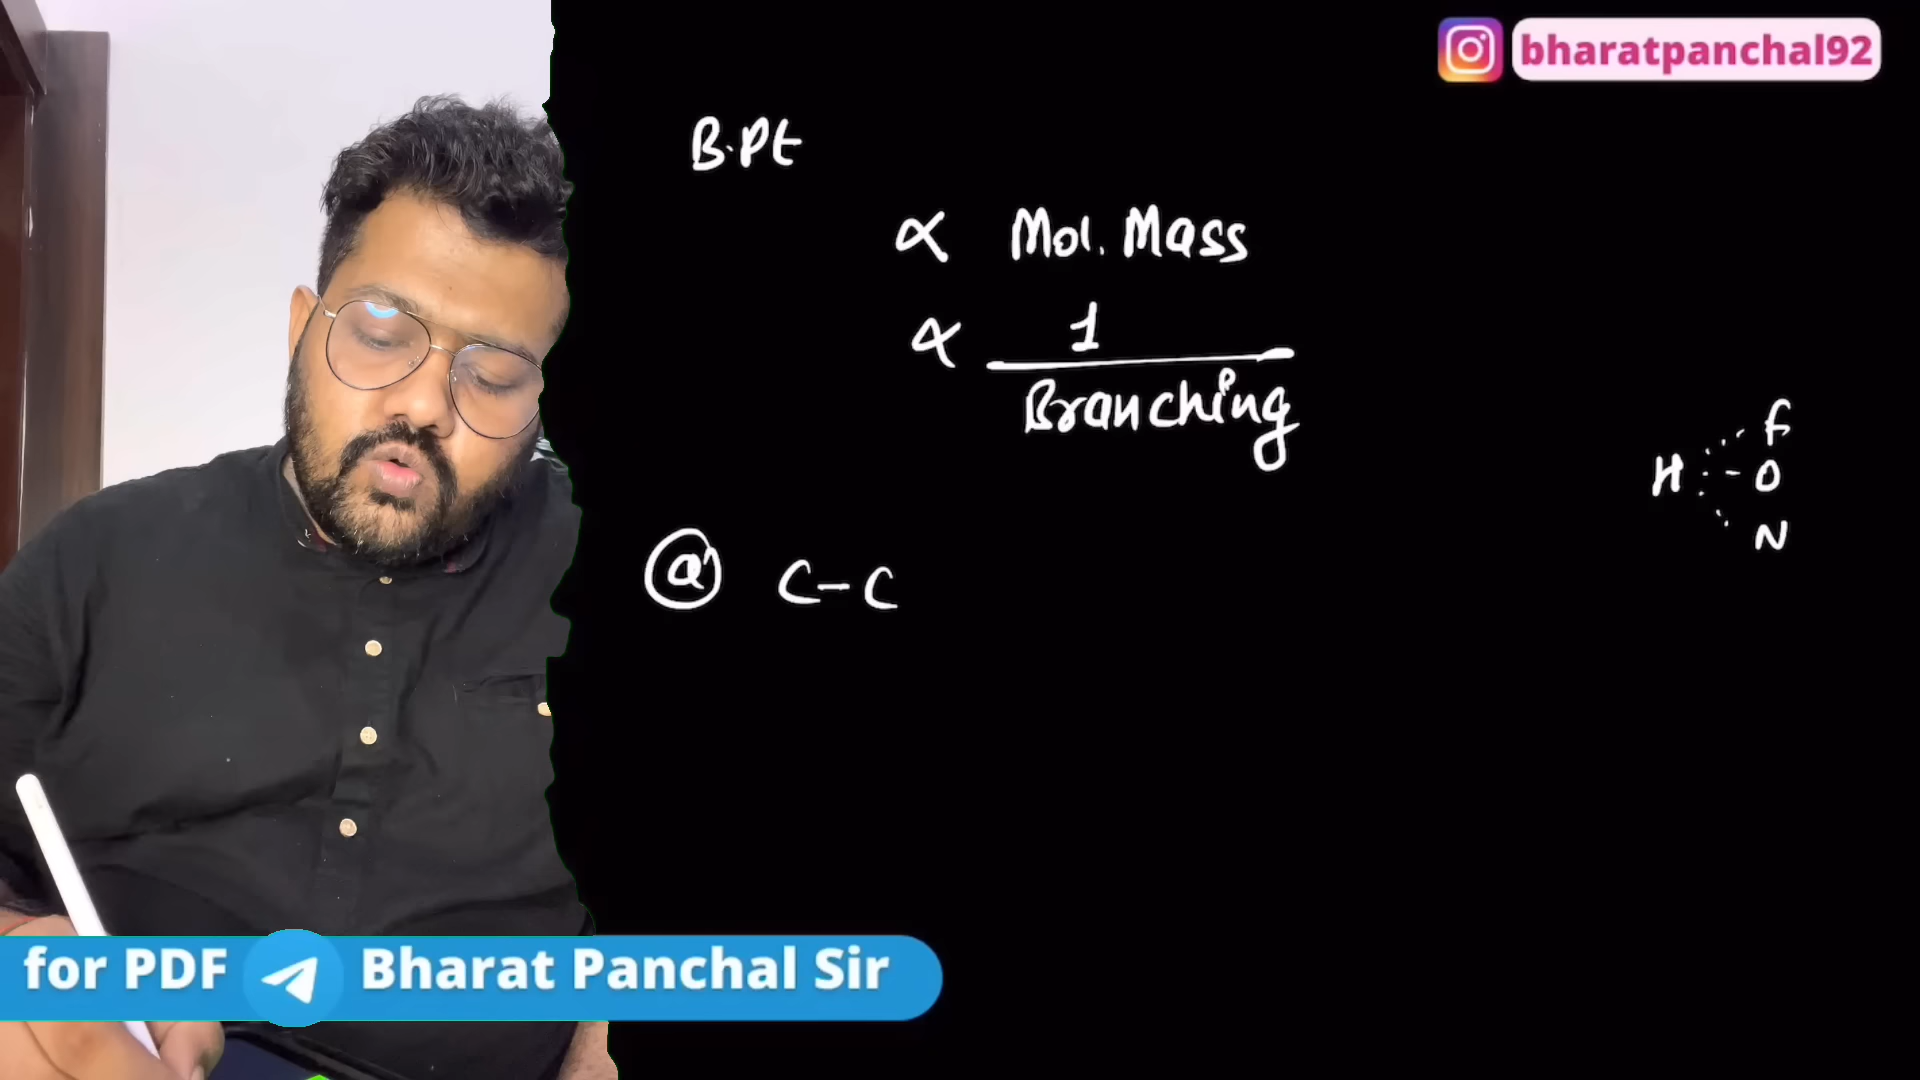 bharatpanchal92
B.Pt
∝ Mol. Mass
∝ 1
Branching
F
H O
N
(a) C-C
for PDF Bharat Panchal Sir